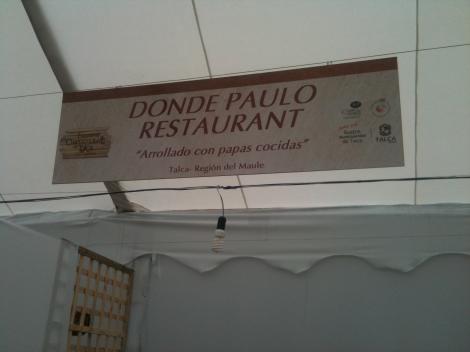 DONDE PAULO
RESTAURANT
"Arrollado con papas cocidas"
Talca- Región del Maule
TALCA